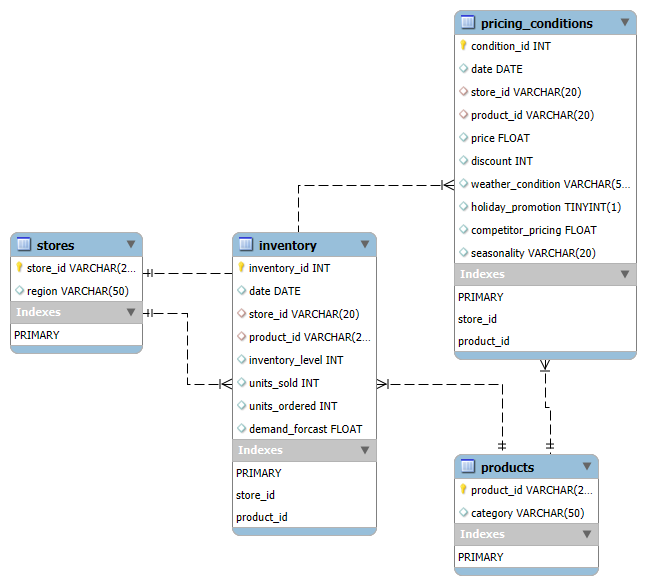 pricing_conditions
condition_id INT
date DATE
store_id VARCHAR(20)
product_id VARCHAR(20)
price FLOAT
discount INT
weather_condition VARCHAR(5...
holiday_promotion TINYINT(1)
competitor_pricing FLOAT
seasonality VARCHAR(20)
Indexes
PRIMARY
store_id
product_id
stores
store_id VARCHAR(2...
region VARCHAR(50)
Indexes
PRIMARY
inventory
inventory_id INT
date DATE
store_id VARCHAR(20)
product_id VARCHAR(2...
inventory_level INT
units_sold INT
units_ordered INT
demand_forcast FLOAT
Indexes
PRIMARY
store_id
product_id
products
product_id VARCHAR(2...
category VARCHAR(50)
Indexes
PRIMARY